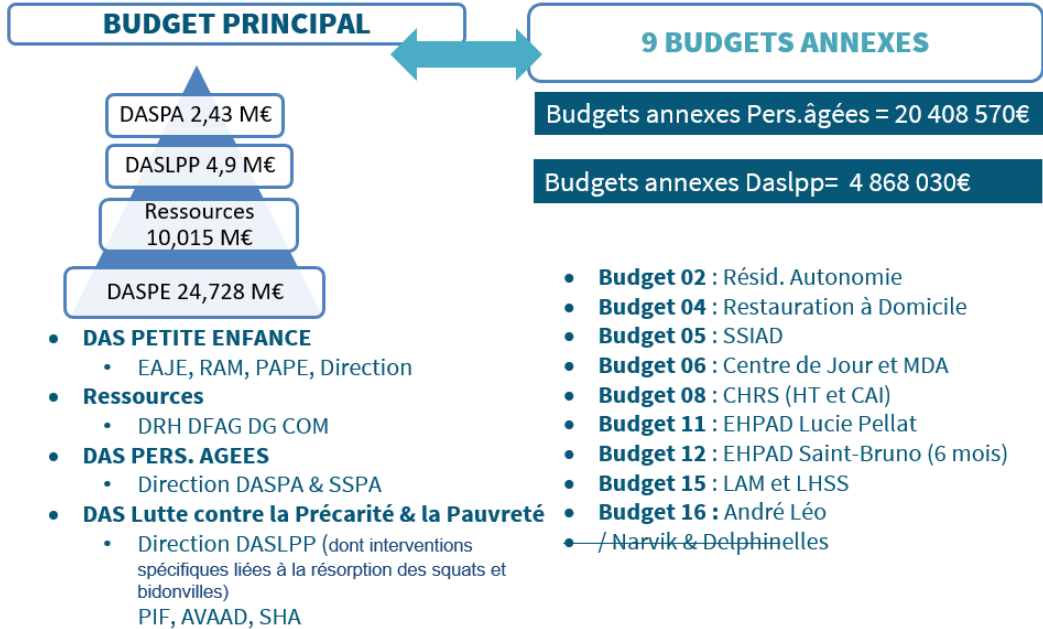 BUDGET PRINCIPAL
DASPA 2,43 M€
DASLPP 4,9 M€
Ressources
10,015 M€
DASPE 24,728 M€
• DAS PETITE ENFANCE
• EAJE, RAM, PAPE, Direction
• Ressources
• DRH DFAG DG COM
• DAS PERS. AGEES
• Direction DASPA & SSPA
• DAS Lutte contre la Précarité & la Pauvreté
• Direction DASLPP (dont interventions
spécifiques liées à la résorption des squats et
bidonvilles)
PIF, AVAAD, SHA
9 BUDGETS ANNEXES
Budgets annexes Pers.âgées = 20 408 570€
Budgets annexes Daslpp= 4 868 030€
• Budget 02 : Résid. Autonomie
• Budget 04 : Restauration à Domicile
• Budget 05 : SSIAD
• Budget 06 : Centre de Jour et MDA
• Budget 08 : CHRS (HT et CAI)
• Budget 11 : EHPAD Lucie Pellat
• Budget 12 : EHPAD Saint-Bruno (6 mois)
• Budget 15 : LAM et LHSS
• Budget 16 : André Léo
• / Narvik & Delphinelles